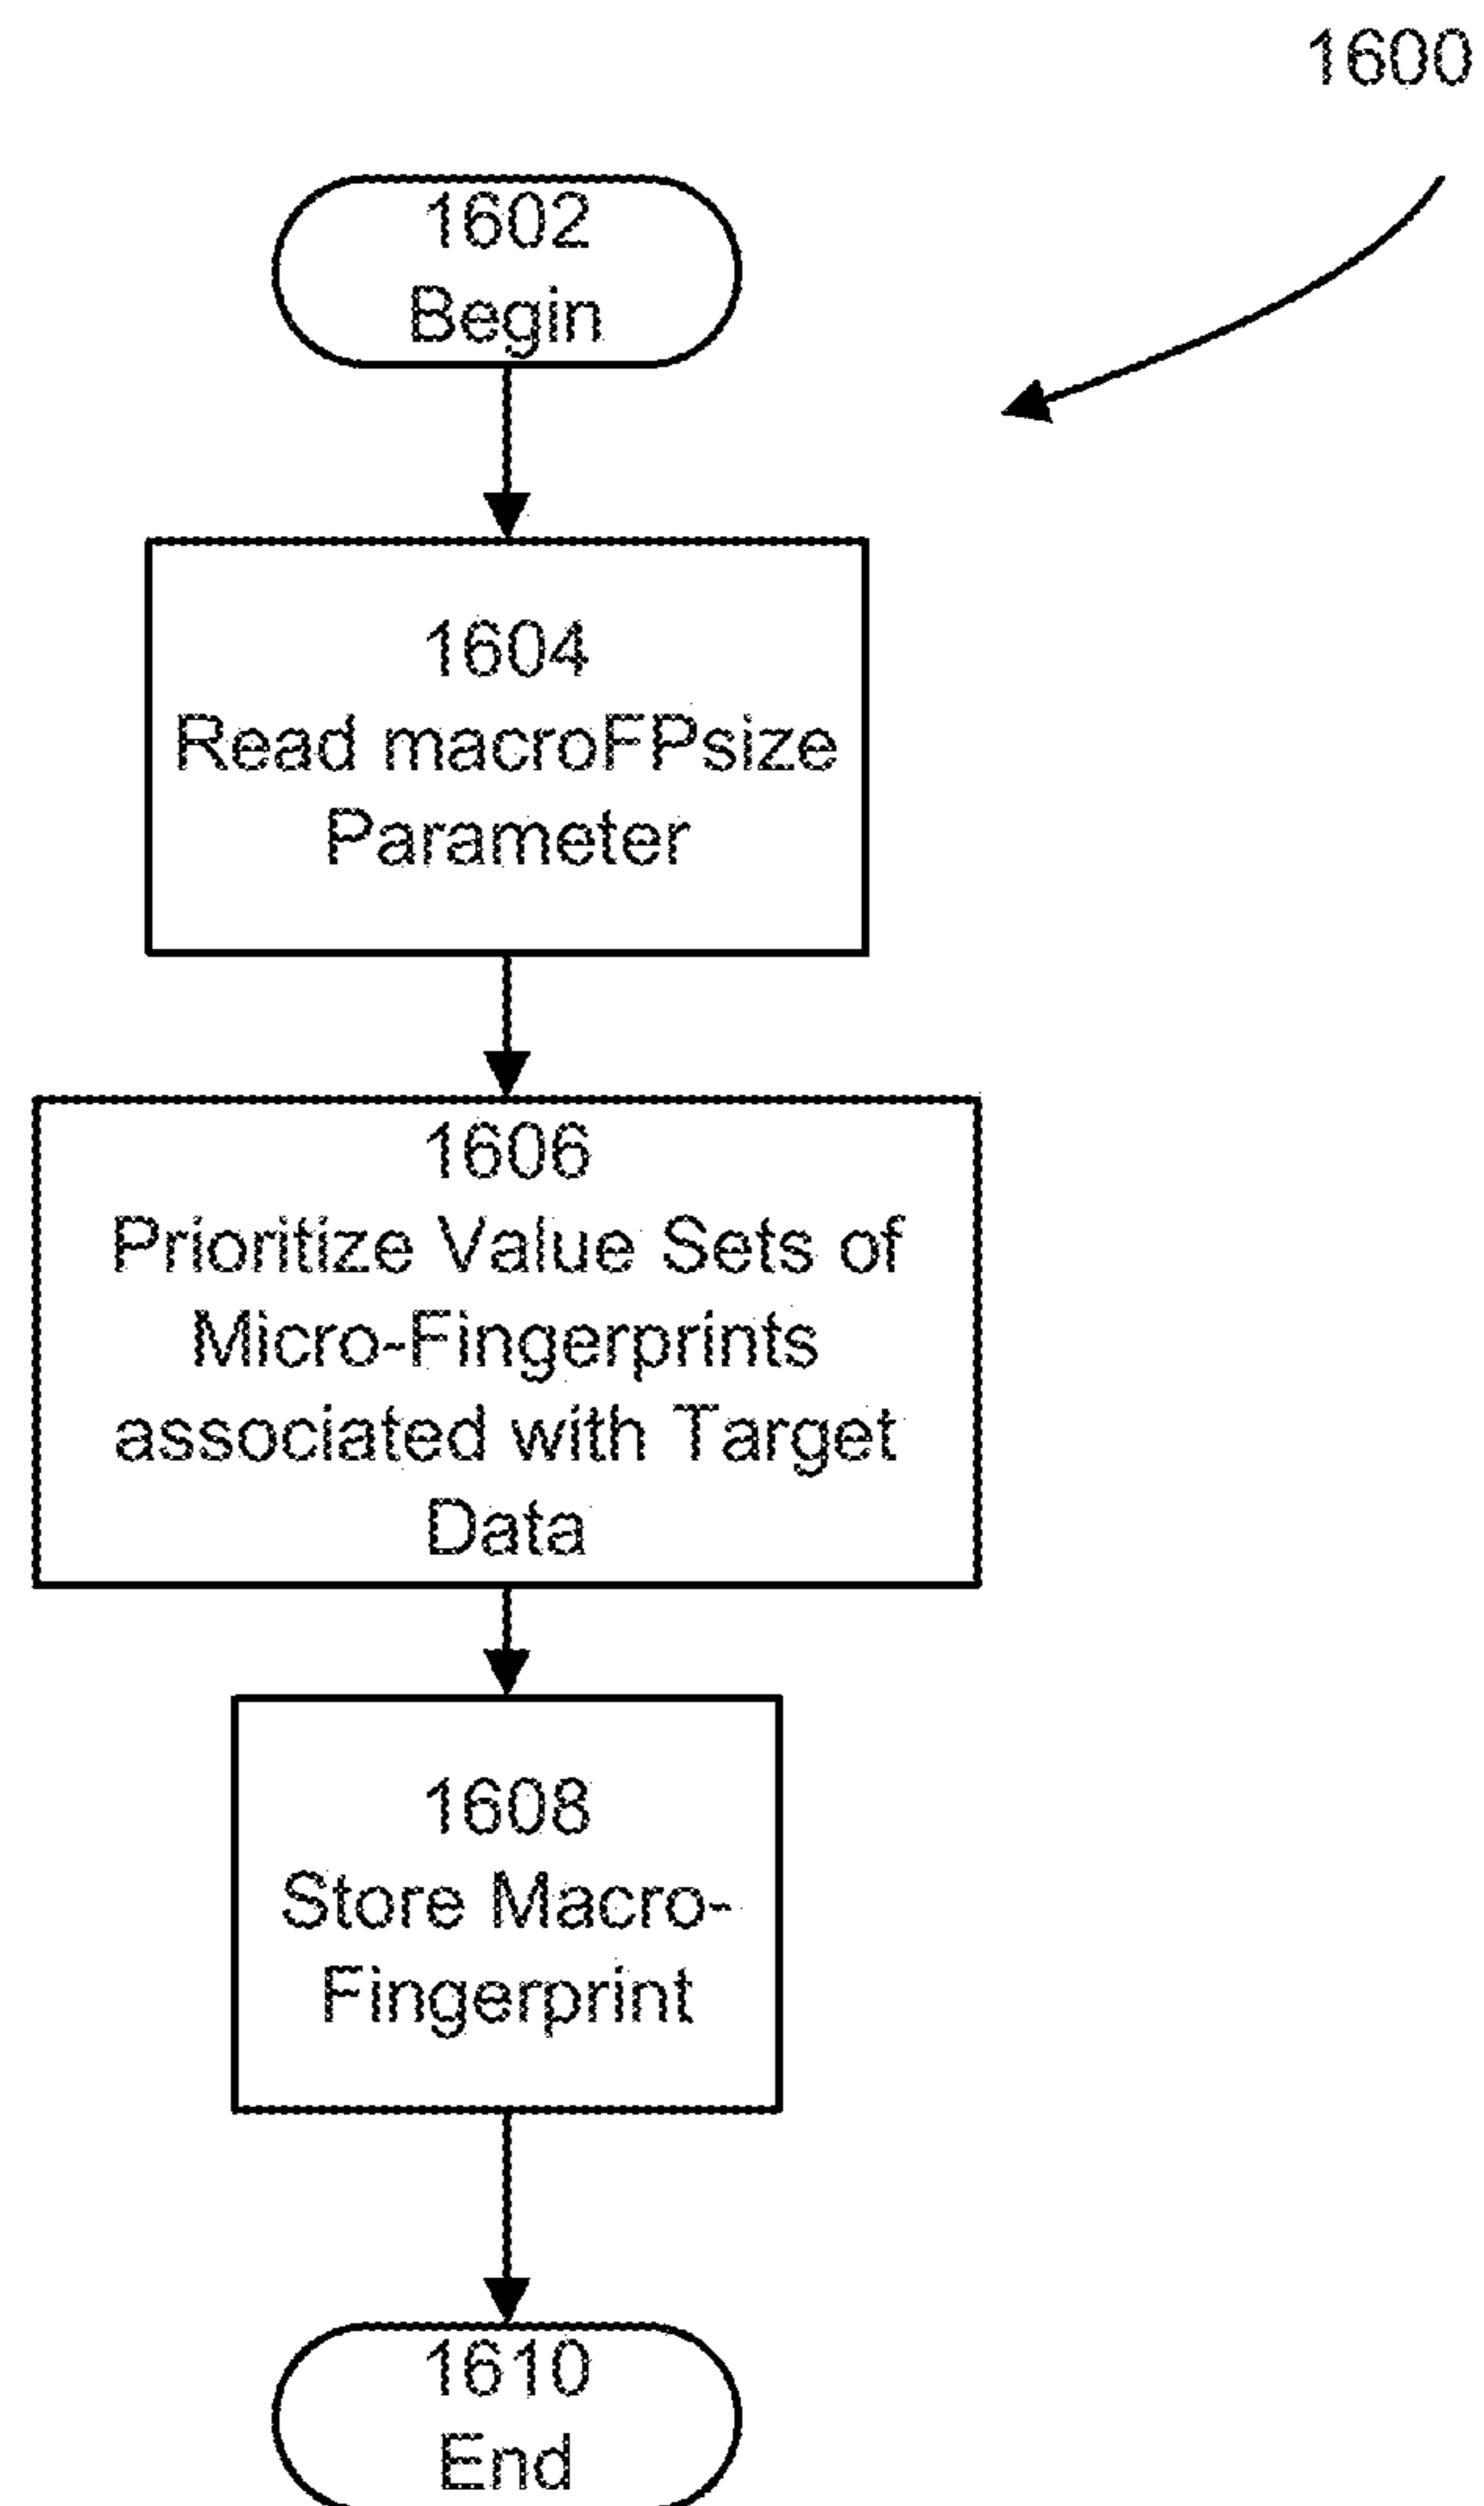 1600
1602
Begin
1604
Read macroFPsize
Parameter
1606
Prioritize Value Sets of
Micro-Fingerprints
associated with Target
Data
1608
Store Macro-
Fingerprint
1610
End